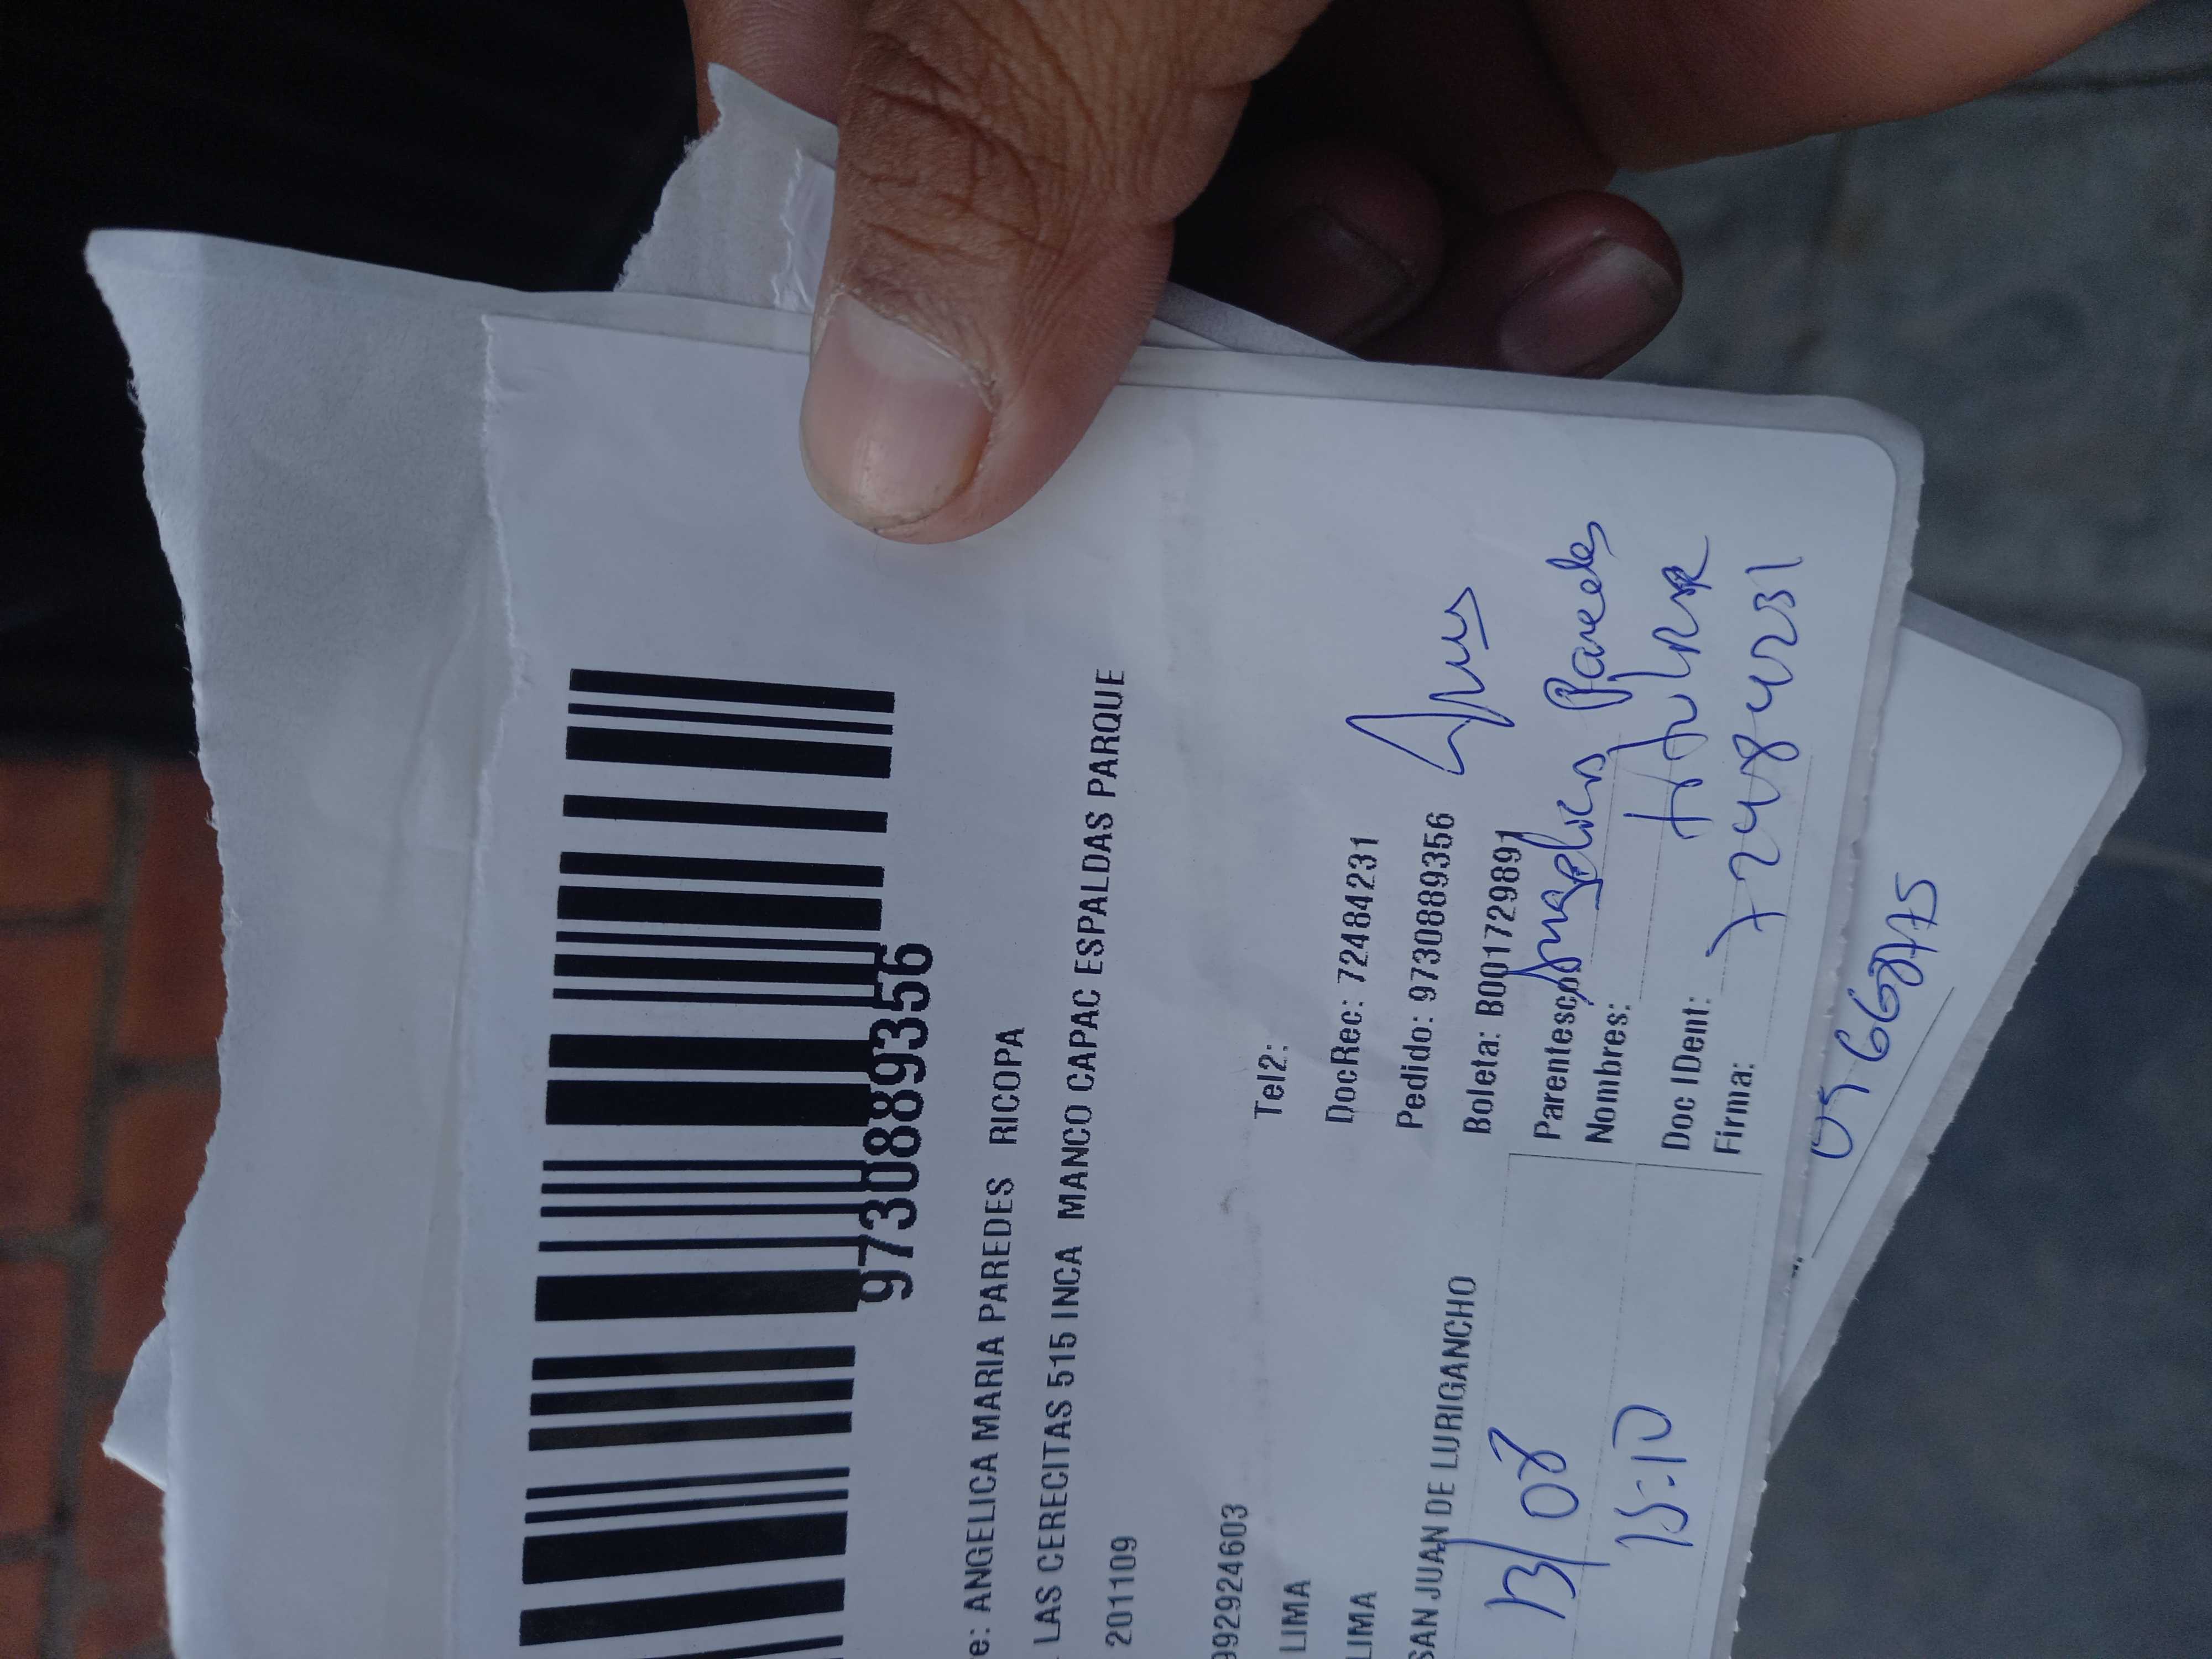 9730889356
e: ANGELICA MARIA PAREDES RICOPA
LAS CERECITAS 515 INCA MANCO CAPAC ESPALDAS PARQUE
201109
992924603
Tel2:
LIMA
DocRec: 72484231
LIMA
Pedido: 9730889356
SAN JUAN DE LURIGANCHO
Boleta: B001729891
13/08
Parentesco
Angelica Paredes
15:10
Nombres:
Doc IDent:
72484231
Firma: